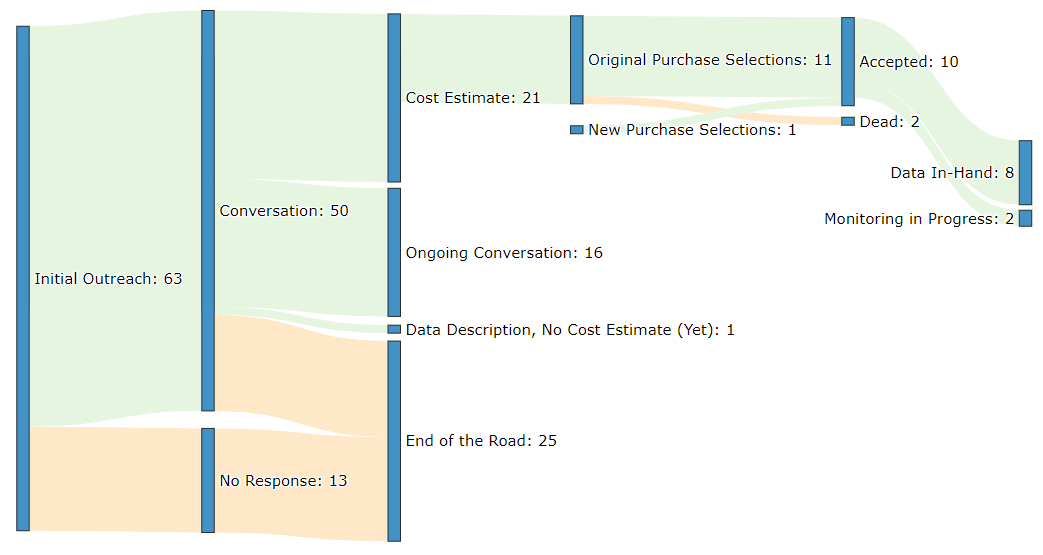 Initial Outreach: 63
Conversation: 50
No Response: 13
Cost Estimate: 21
Ongoing Conversation: 16
Data Description, No Cost Estimate (Yet): 1
End of the Road: 25
Original Purchase Selections: 11
New Purchase Selections: 1
Accepted: 10
Dead: 2
Data In-Hand: 8
Monitoring in Progress: 2